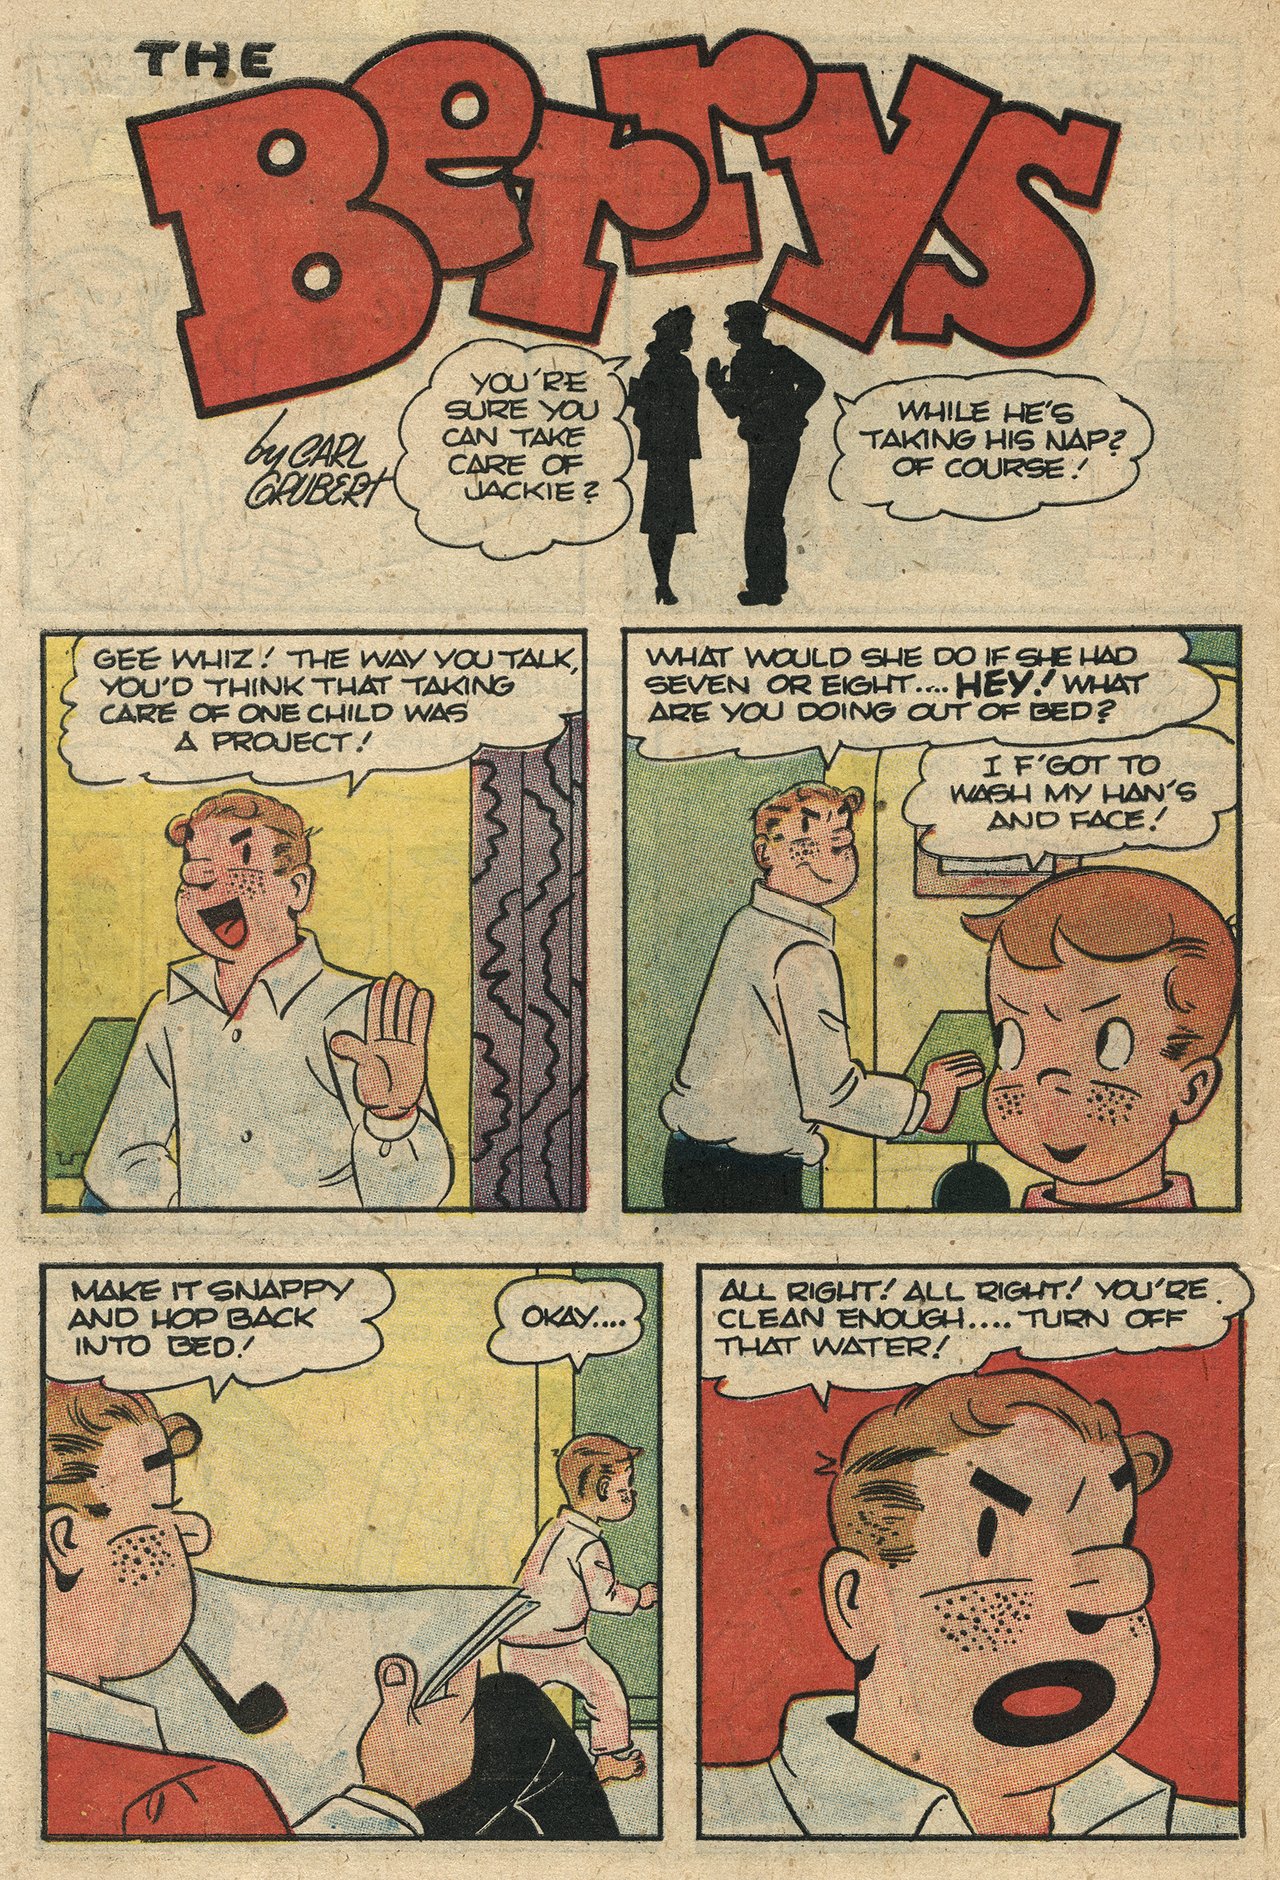 THE
Berrys
by CARL
GRUBERT
YOU'RE
SURE YOU
CAN TAKE
CARE OF
JACKIE?
WHILE HE'S
TAKING HIS NAP?
OF COURSE!
GEE WHIZ! THE WAY YOU TALK,
YOU'D THINK THAT TAKING
CARE OF ONE CHILD WAS
A PROJECT!
WHAT WOULD SHE DO IF SHE HAD
SEVEN OR EIGHT.... HEY! WHAT
ARE YOU DOING OUT OF BED?
I F'GOT TO
WASH MY HAN'S
AND FACE!
MAKE IT SNAPPY
AND HOP BACK
INTO BED!
OKAY....
ALL RIGHT! ALL RIGHT! YOU'RE
CLEAN ENOUGH.... TURN OFF
THAT WATER!